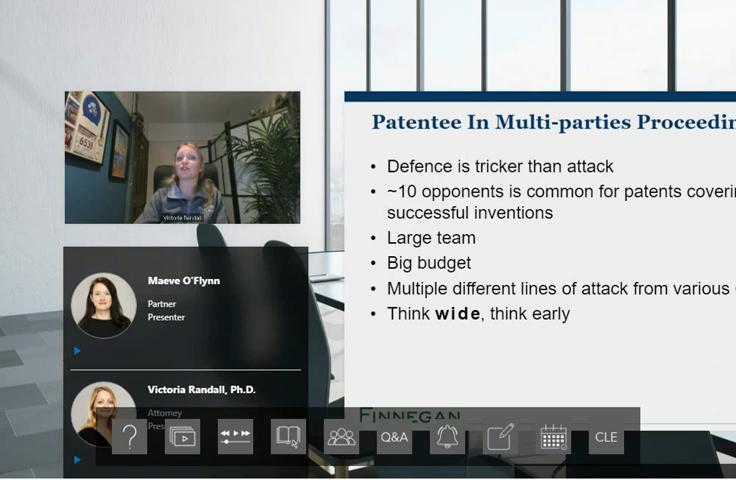 6539
Victoria Randall
Maeve O'Flynn
Partner
Presenter
Victoria Randall, Ph.D.
Attorney
Pres
Patentee In Multi-parties Proceedin
• Defence is tricker than attack
• ~10 opponents is common for patents coverin
successful inventions
• Large team
• Big budget
• Multiple different lines of attack from various
• Think wide, think early
FINNEGAN
?
Q&A
CLE